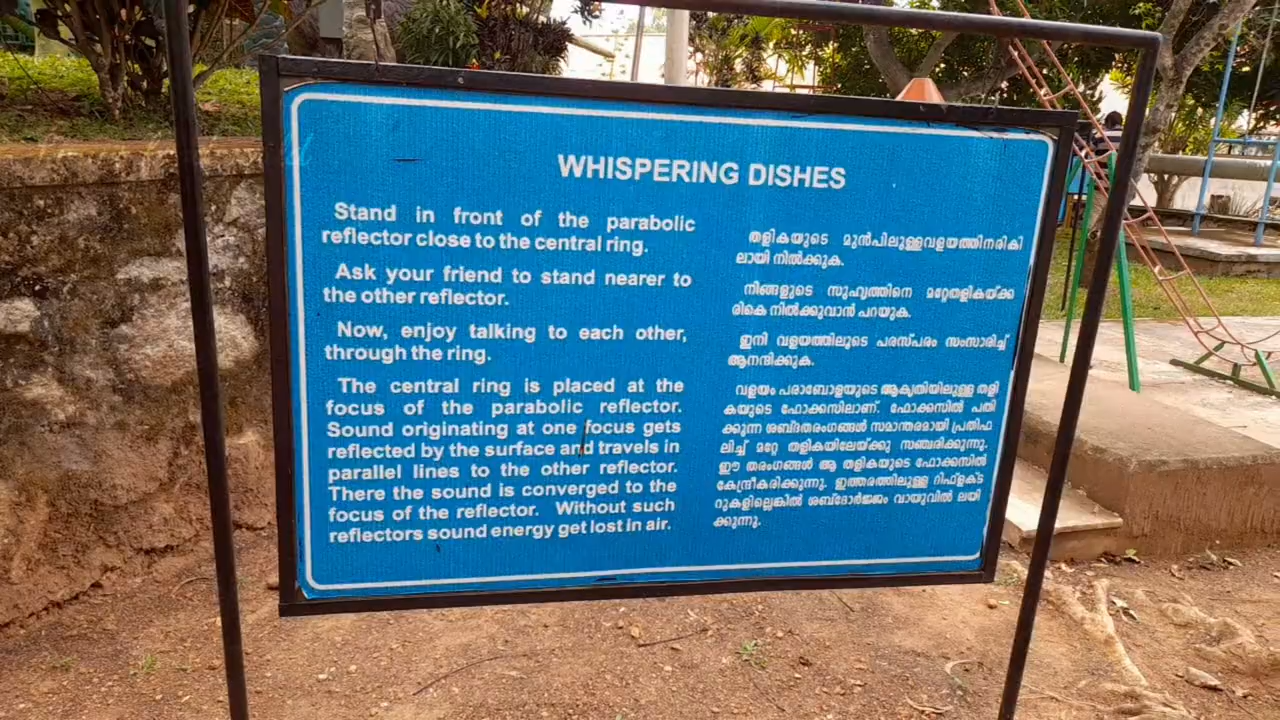 WHISPERING DISHES
Stand in front of the parabolic
reflector close to the central ring.
Ask your friend to stand nearer to
the other reflector.
Now, enjoy talking to each other,
through the ring.
The central ring is placed at the
focus of the parabolic reflector.
Sound originating at one focus gets
reflected by the surface and travels in
parallel lines to the other reflector.
There the sound is converged to the
focus of the reflector. Without such
reflectors sound energy get lost in air.
തളികയുടെ മുൻപിലുള്ളവളയത്തിനരികി
ലായി നിൽക്കുക.
നിങ്ങളുടെ സുഹൃത്തിനെ മറ്റേതളികയ്ക്ക
രികെ നിൽക്കുവാൻ പറയുക.
ഇനി വളയത്തിലൂടെ പരസ്പരം സംസാരിച്ച്
ആനന്ദിക്കുക.
വളയം പരാബോളയുടെ ആകൃതിയിലുള്ള തളി
കയുടെ ഫോക്കസിലാണ്. ഫോക്കസിൽ പതി
ക്കുന്ന ശബ്ദതരംഗങ്ങൾ സമാന്തരമായി പ്രതിഫ
ലിച്ച് മറ്റേ തളികയിലേയ്ക്കു സഞ്ചരിക്കുന്നു.
ഈ തരംഗങ്ങൾ ആ തളികയുടെ ഫോക്കസിൽ
കേന്ദ്രീകരിക്കുന്നു. ഇത്തരത്തിലുള്ള റിഫ്ളക്ട
റുകളില്ലെങ്കിൽ ശബ്ദോർജ്ജം വായുവിൽ ലയി
ക്കുന്നു.